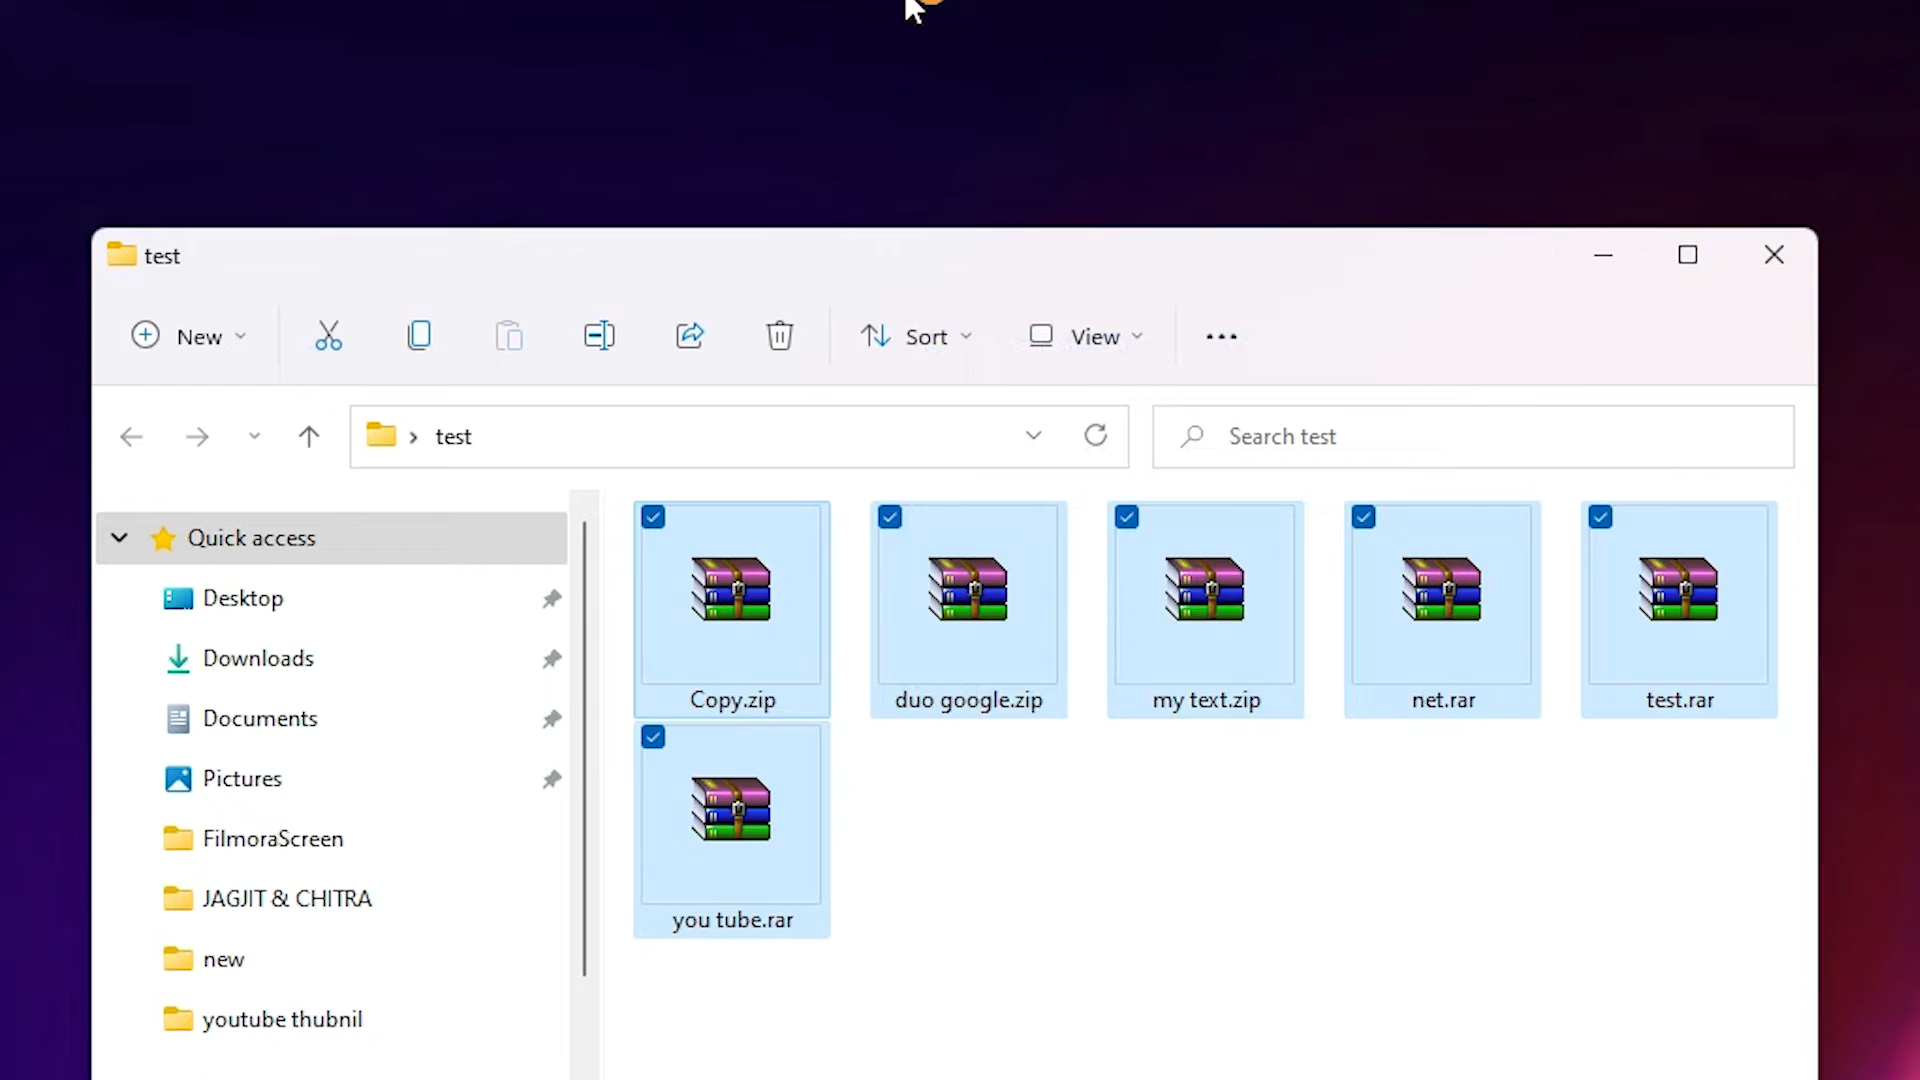 test
New
Sort
View
test
Search test
Quick access
Desktop
Downloads
Documents
Pictures
FilmoraScreen
JAGJIT & CHITRA
new
youtube thubnil
Copy.zip
duo google.zip
my text.zip
net.rar
test.rar
you tube.rar